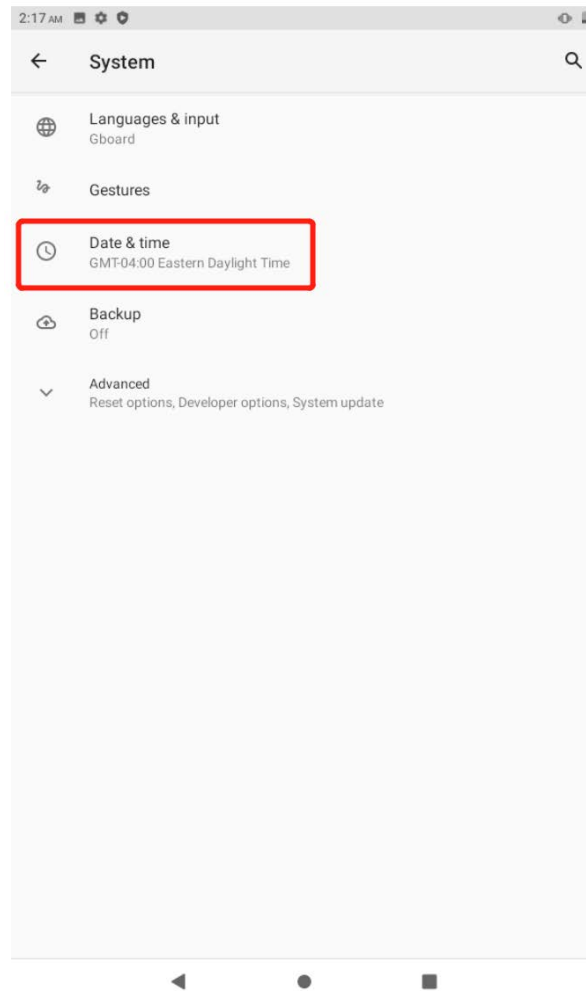 2:17 AM
System
Languages & input
Gboard
Gestures
Date & time
GMT-04:00 Eastern Daylight Time
Backup
Off
Advanced
Reset options, Developer options, System update